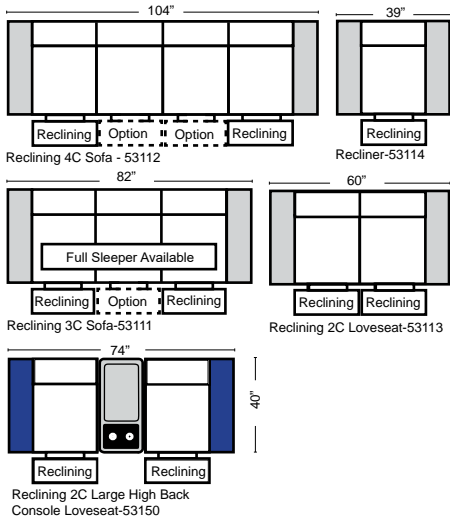 104”
39”
Reclining
Option
Option
Reclining
Reclining
Reclining 4C Sofa - 53112
Recliner-53114
82”
60”
Full Sleeper Available
Reclining
Option
Reclining
Reclining
Reclining
Reclining 3C Sofa-53111
Reclining 2C Loveseat-53113
74”
40”
Reclining
Reclining
Reclining 2C Large High Back
Console Loveseat-53150